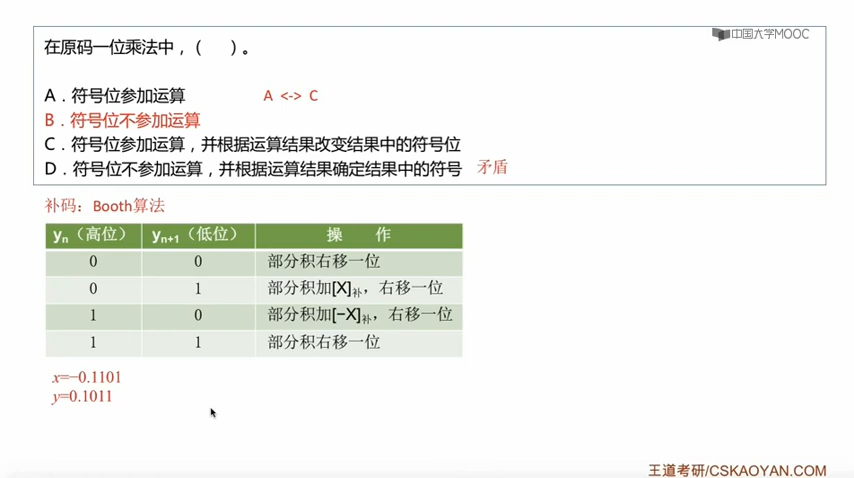 中国大学MOOC
在原码一位乘法中，（ ）。
A．符号位参加运算 A <-> C
B．符号位不参加运算
C．符号位参加运算，并根据运算结果改变结果中的符号位
D．符号位不参加运算，并根据运算结果确定结果中的符号 矛盾
补码：Booth算法
yn（高位） yn+1（低位） 操 作
0 0 部分积右移一位
0 1 部分积加[X]补，右移一位
1 0 部分积加[−X]补，右移一位
1 1 部分积右移一位
x=−0.1101
y=0.1011
王道考研/CSKAOYAN.COM